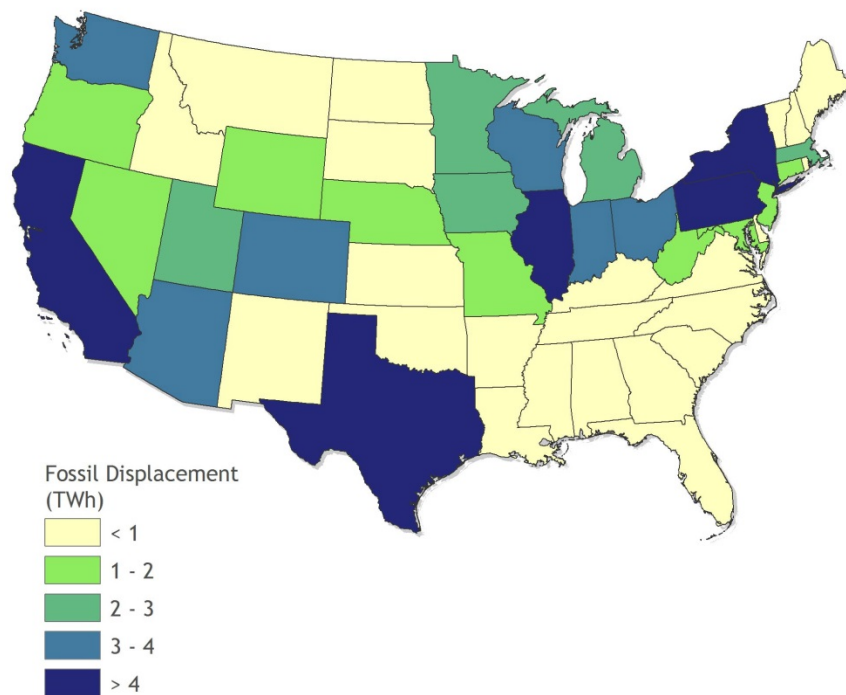 Fossil Displacement
(TWh)
< 1
1 - 2
2 - 3
3 - 4
> 4